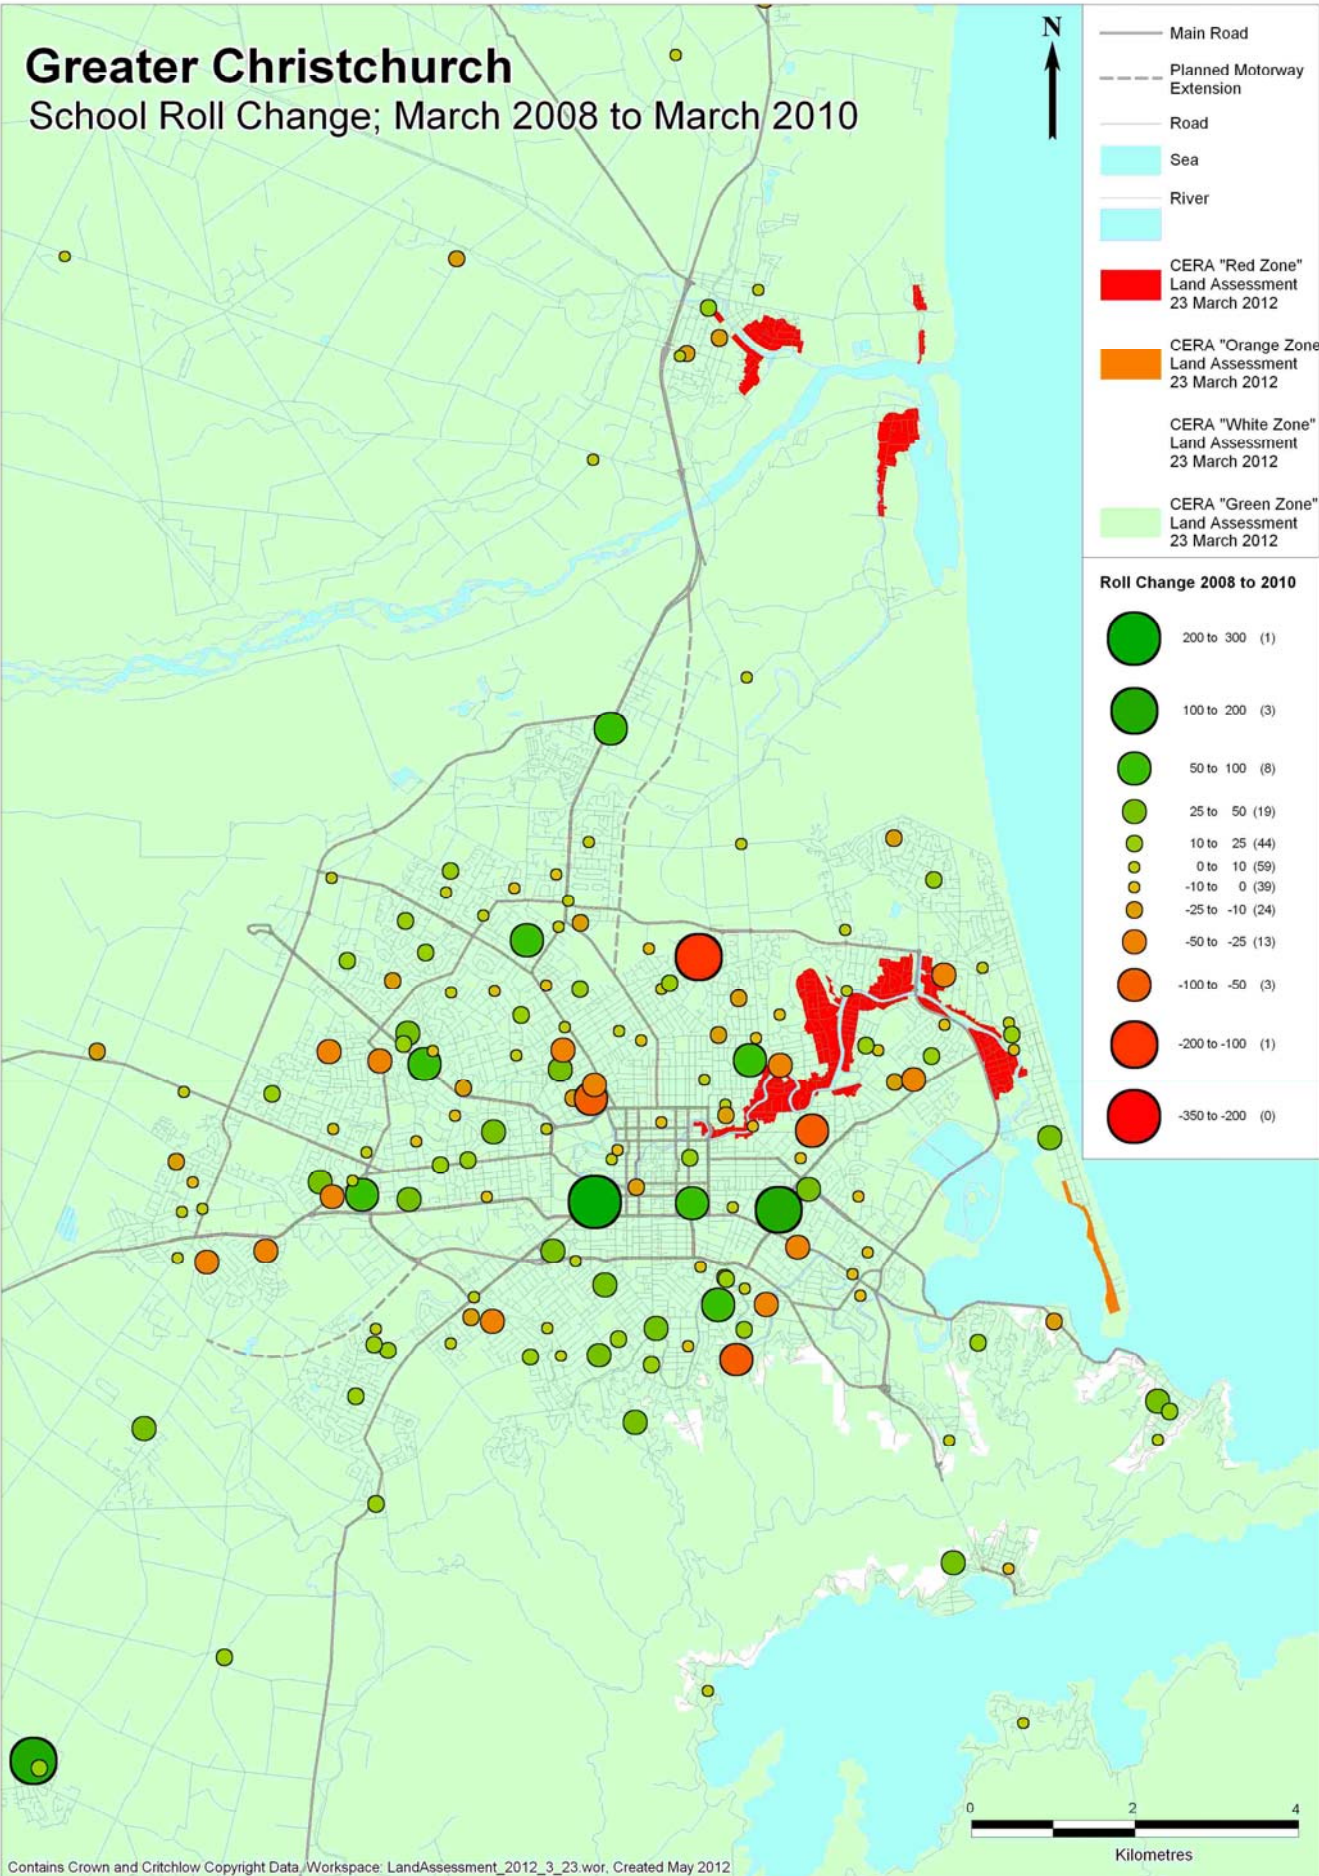 Greater Christchurch
School Roll Change; March 2008 to March 2010
N
Main Road
Planned Motorway
Extension
Road
Sea
River
CERA "Red Zone"
Land Assessment
23 March 2012
CERA "Orange Zone
Land Assessment
23 March 2012
CERA "White Zone"
Land Assessment
23 March 2012
CERA "Green Zone"
Land Assessment
23 March 2012
Roll Change 2008 to 2010
200 to 300 (1)
100 to 200 (3)
50 to 100 (8)
25 to 50 (19)
10 to 25 (44)
0 to 10 (59)
-10 to 0 (39)
-25 to -10 (24)
-50 to -25 (13)
-100 to -50 (3)
-200 to -100 (1)
-350 to -200 (0)
0 2 4
Kilometres
Contains Crown and Critchlow Copyright Data, Workspace: LandAssessment_2012_3_23.wor, Created May 2012